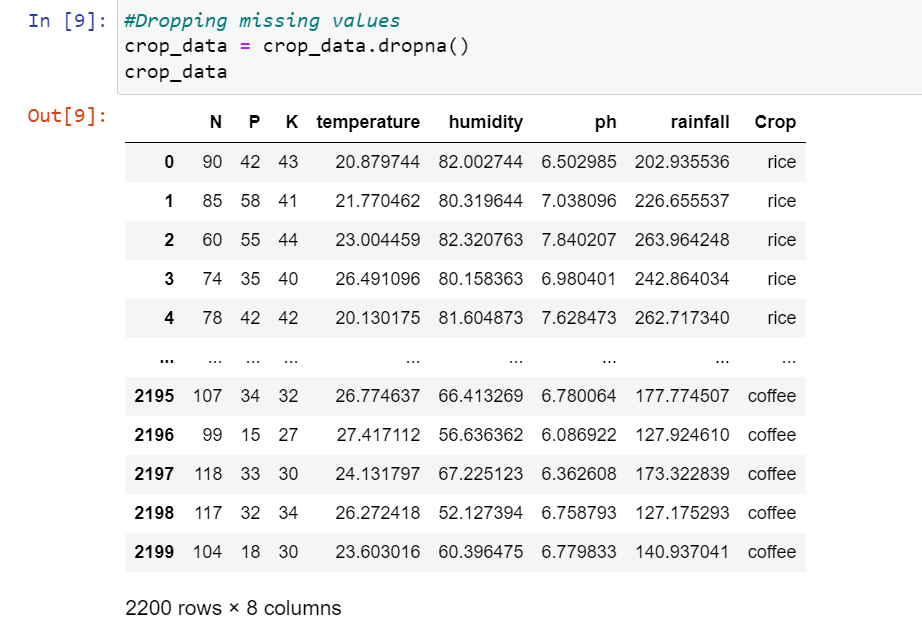 In [9]: #Dropping missing values
crop_data = crop_data.dropna()
crop_data
Out[9]:
N P K temperature humidity ph rainfall Crop
0 90 42 43 20.879744 82.002744 6.502985 202.935536 rice
1 85 58 41 21.770462 80.319644 7.038096 226.655537 rice
2 60 55 44 23.004459 82.320763 7.840207 263.964248 rice
3 74 35 40 26.491096 80.158363 6.980401 242.864034 rice
4 78 42 42 20.130175 81.604873 7.628473 262.717340 rice
... ... ... ... ... ... ... ... ...
2195 107 34 32 26.774637 66.413269 6.780064 177.774507 coffee
2196 99 15 27 27.417112 56.636362 6.086922 127.924610 coffee
2197 118 33 30 24.131797 67.225123 6.362608 173.322839 coffee
2198 117 32 34 26.272418 52.127394 6.758793 127.175293 coffee
2199 104 18 30 23.603016 60.396475 6.779833 140.937041 coffee
2200 rows × 8 columns